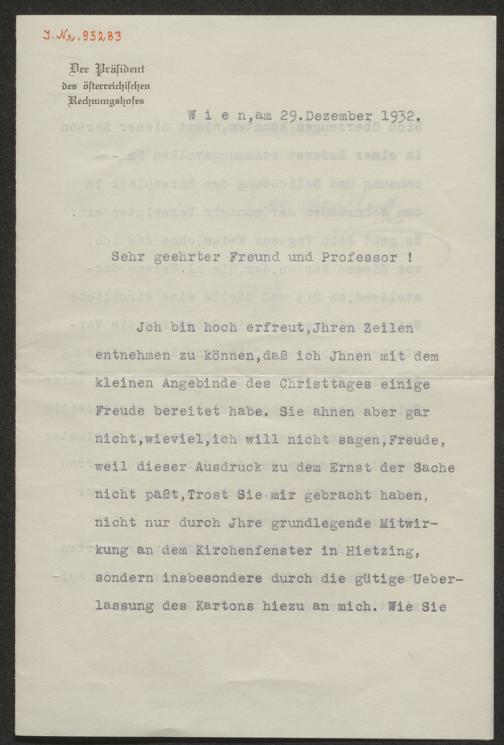 J.Nr.95283
Der Präsident
des österreichischen
Rechnungshofes
W i e n,am 29.Dezember 1932.
Sehr geehrter Freund und Professor !
Jch bin hoch erfreut,Jhren Zeilen
entnehmen zu können,daß ich Jhnen mit dem
kleinen Angebinde des Christtages einige
Freude bereitet habe. Sie ahnen aber gar
nicht,wieviel,ich will nicht sagen,Freude,
weil dieser Ausdruck zu dem Ernst der Sache
nicht paßt,Trost Sie mir gebracht haben,
nicht nur durch Jhre grundlegende Mitwir-
kung an dem Kirchenfenster in Hietzing,
sondern insbesondere durch die gütige Ueber-
lassung des Kartons hiezu an mich. Wie Sie